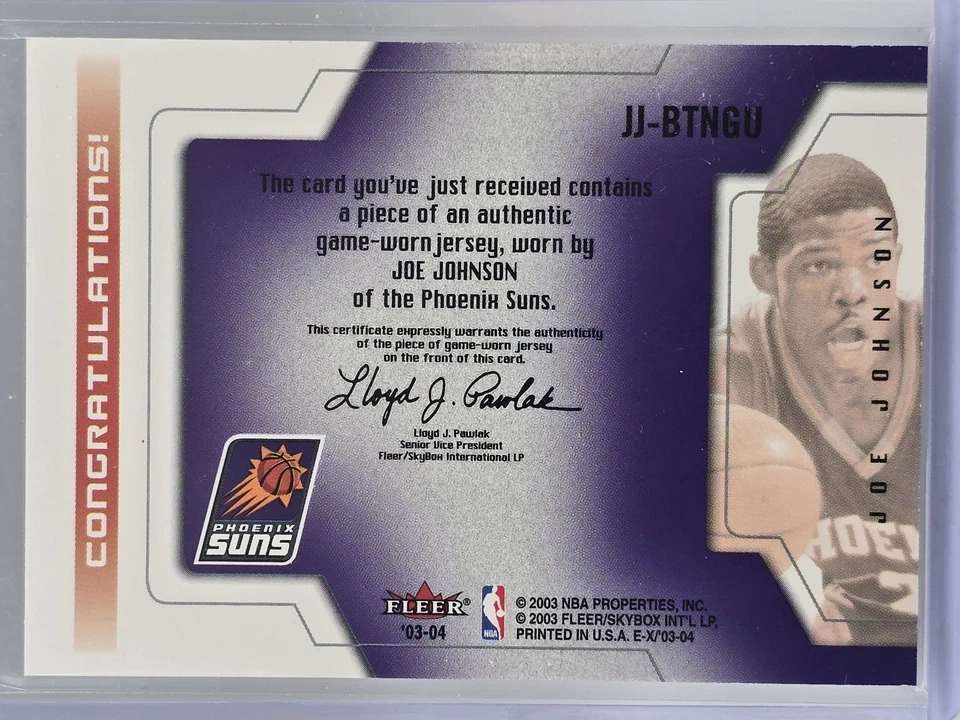 CONGRATULATIONS!
JJ-BTNGU
The card you've just received contains
a piece of an authentic
game-worn jersey, worn by
JOE JOHNSON
of the Phoenix Suns.
This certificate expressly warrants the authenticity
of the piece of game-worn jersey
on the front of this card.
Lloyd J. Pawlak
Lloyd J. Pawlak
Senior Vice President
Fleer/SkyBox International LP
PHOENIX
SUNS
FLEER®
'03-04
NBA
© 2003 NBA PROPERTIES, INC.
© 2003 FLEER/SKYBOX INT'L LP,
PRINTED IN U.S.A. E-X/'03-04
JOE JOHNSON
HOE
2